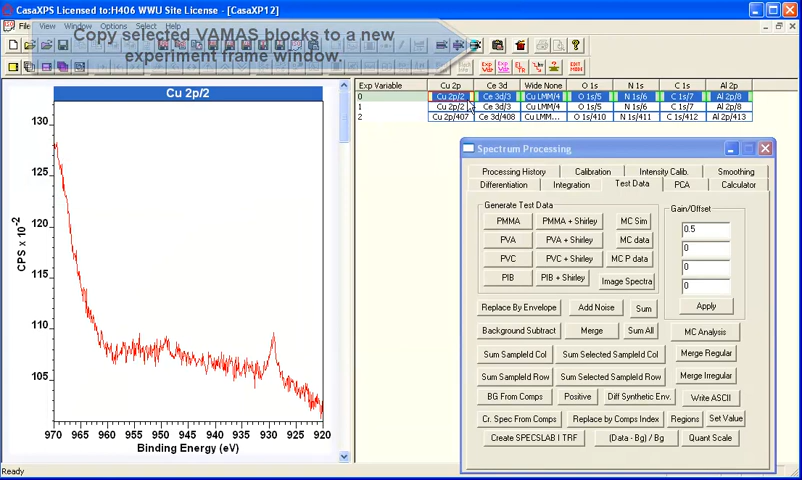 CasaXPS Licensed to:H406 WWU Site License - [CasaXP12]
File View Window Options Select Help
Copy selected VAMAS blocks to a new
experiment frame window.
EXP VAR EXP VAR EDIT MODE
Cu 2p/2
130
125
120
115
110
105
CPS x 10⁻²
970 965 960 955 950 945 940 935 930 925 920
Binding Energy (eV)
Exp Variable Cu 2p Ce 3d Wide None O 1s N 1s C 1s Al 2p
0 Cu 2p/2 Ce 3d/3 Cu LMM/4 O 1s/5 N 1s/6 C 1s/7 Al 2p/2
1 Cu 2p/2 Ce 3d/3 Cu LMM/4 O 1s/5 N 1s/6 C 1s/7 Al 2p/8
2 Cu 2p/407 Ce 3d/408 Cu LMM... O 1s/410 N 1s/411 C 1s/412 Al 2p/413
Spectrum Processing
Processing History Calibration Intensity Calib. Smoothing
Differentiation Integration Test Data PCA Calculator
Generate Test Data
PMMA PMMA + Shirley MC Sim
PVA PVA + Shirley MC data
PVC PVC + Shirley MC P data
PIB PIB + Shirley Image Spectra
Gain/Offset
0.5
0
0
0
Apply
Replace By Envelope Add Noise Sum
Background Subtract Merge Sum All MC Analysis
Sum SampleId Col Sum Selected SampleId Col Merge Regular
Sum SampleId Row Sum Selected SampleId Row Merge Irregular
BG From Comps Positive Diff Synthetic Env. Write ASCII
Cr. Spec From Comps Replace by Comps Index Regions Set Value
Create SPECSLAB I TRF (Data - Bg) / Bg Quant Scale
Ready